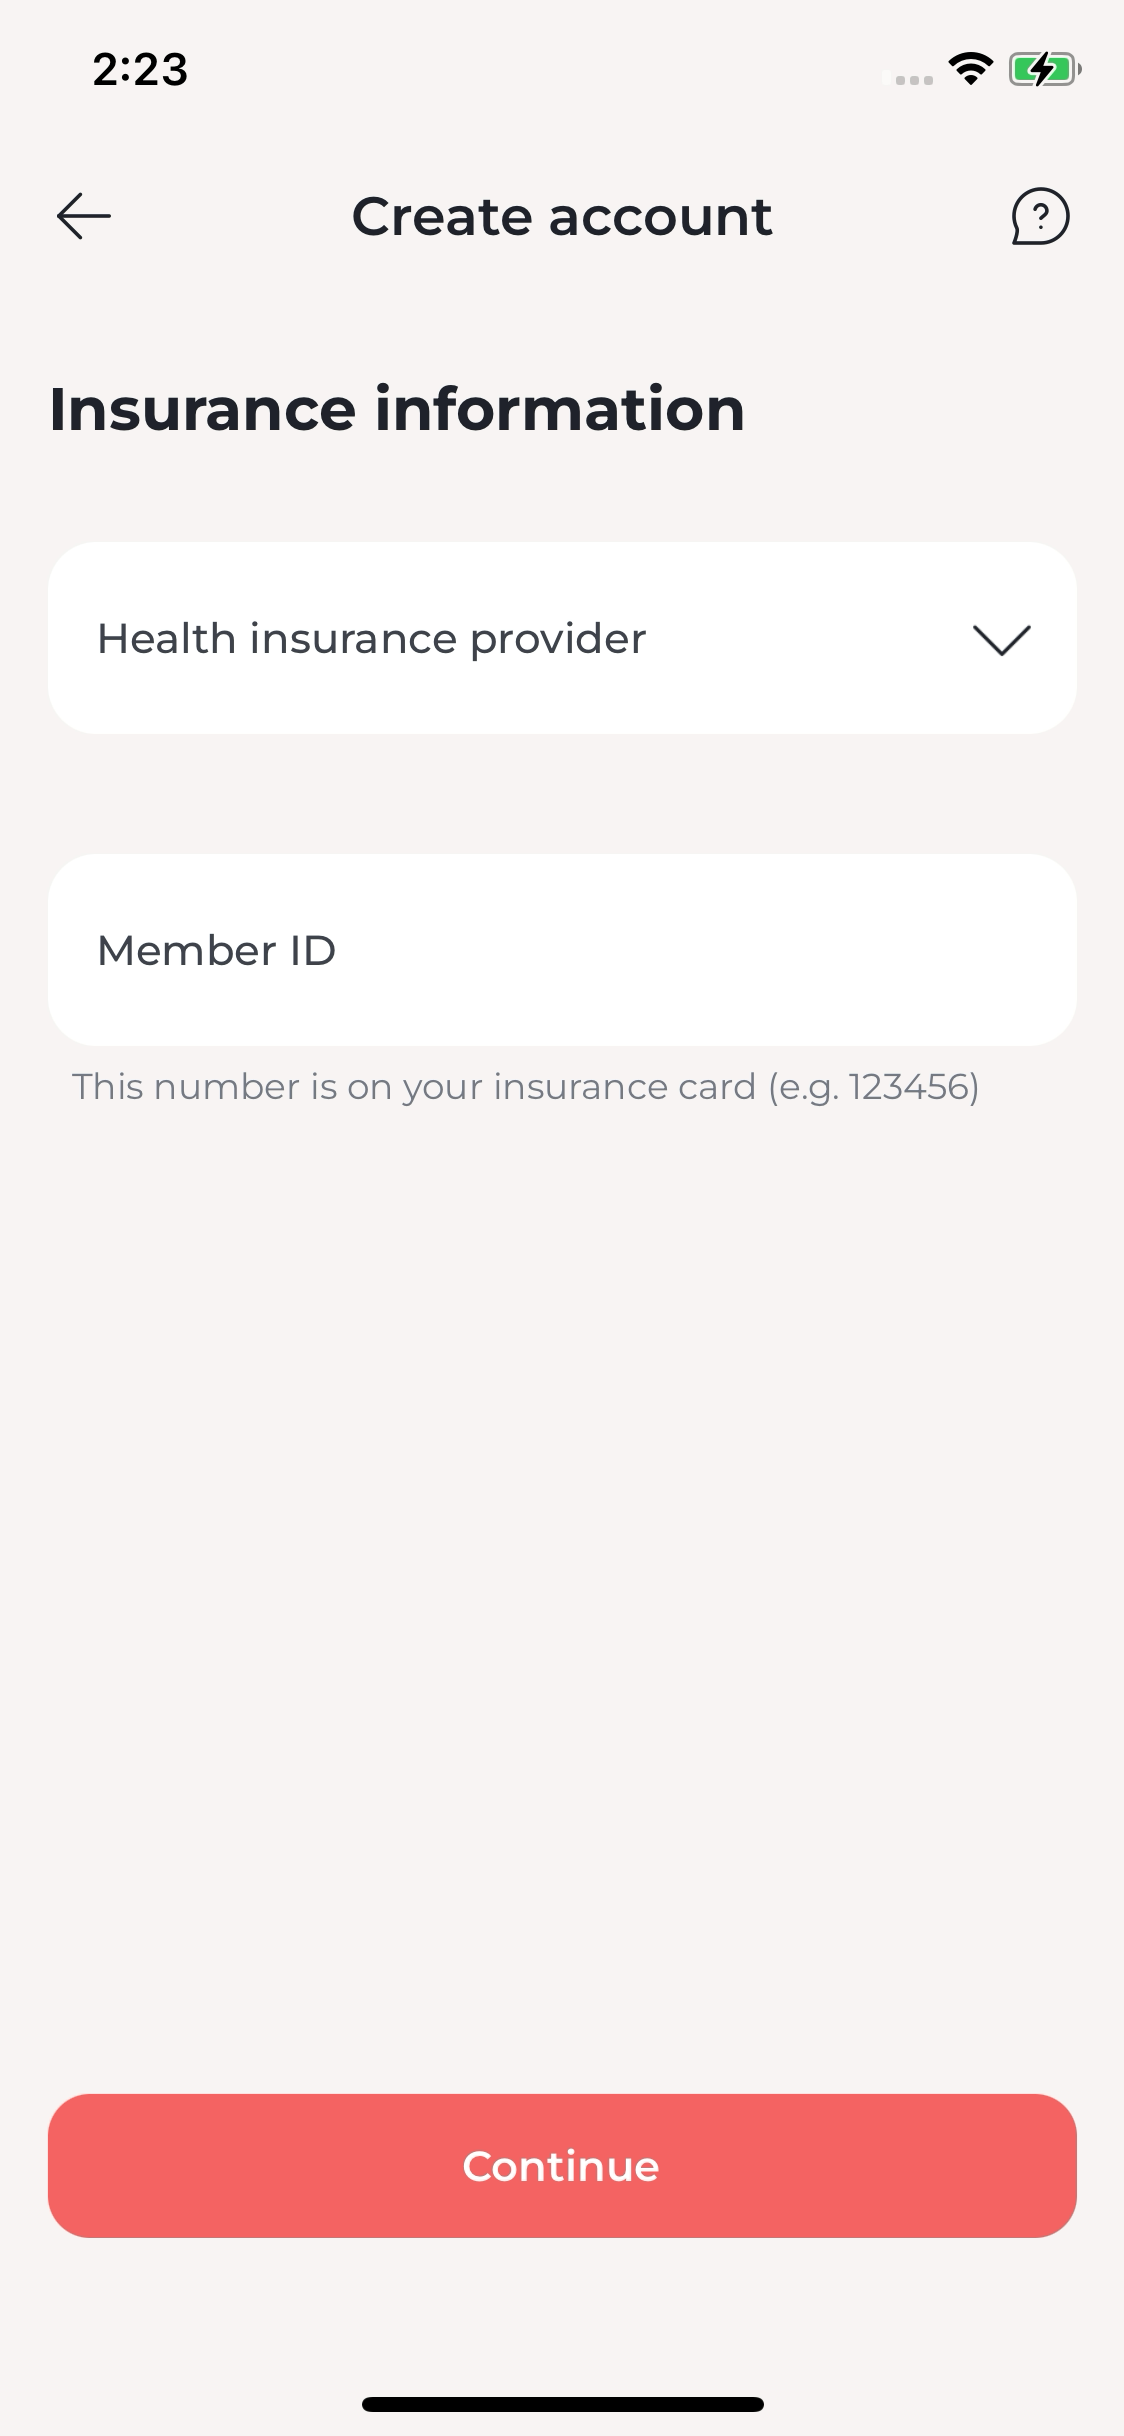 2:23
Create account
?
Insurance information
Health insurance provider
Member ID
This number is on your insurance card (e.g. 123456)
Continue